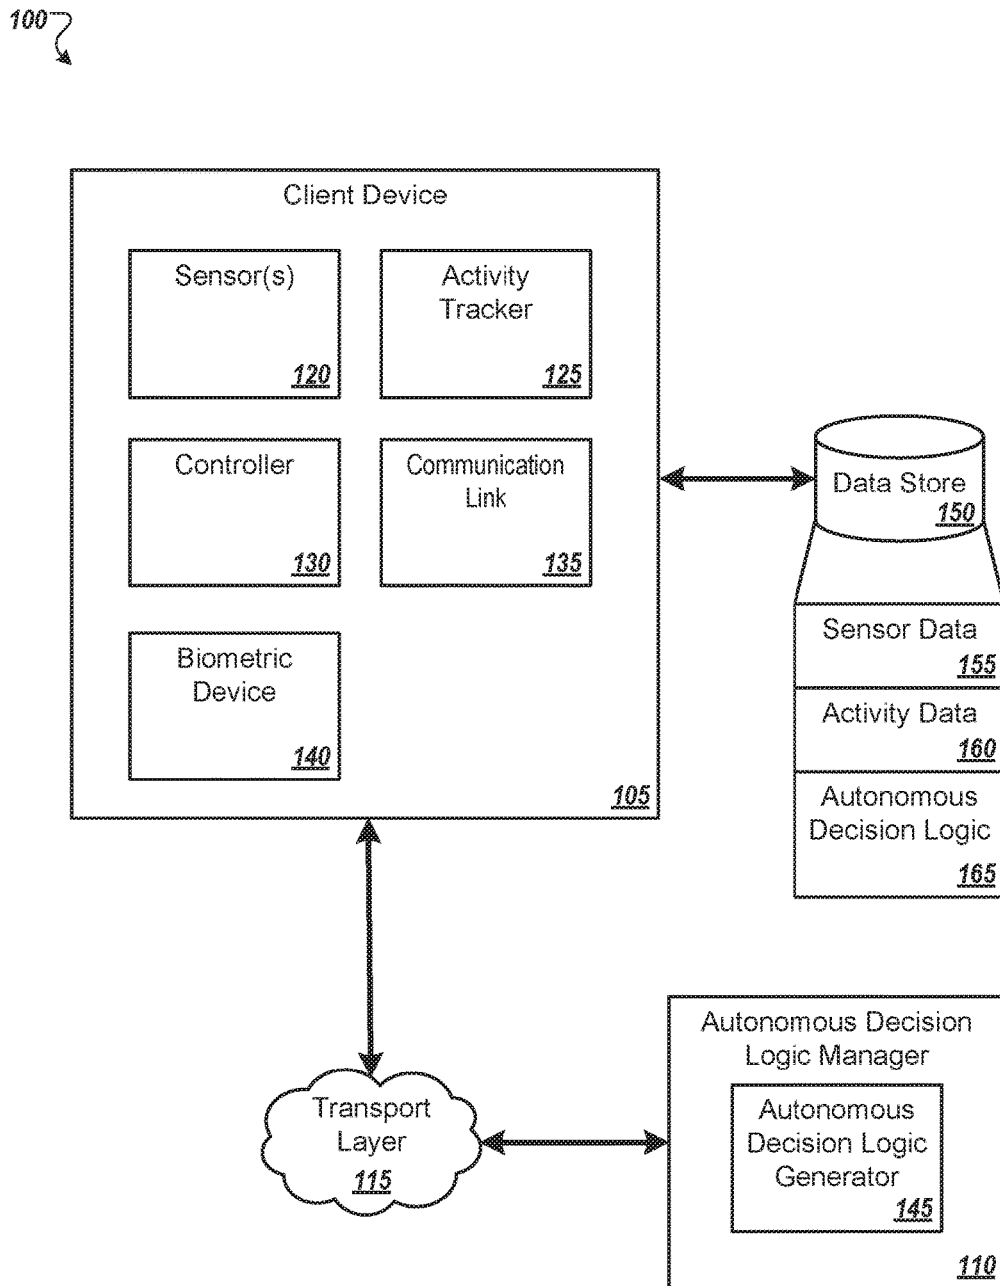 100
Client Device
Sensor(s)
120
Activity
Tracker
125
Controller
130
Communication
Link
135
Biometric
Device
140
105
Data Store
150
Sensor Data
155
Activity Data
160
Autonomous
Decision Logic
165
Transport
Layer
115
Autonomous Decision
Logic Manager
Autonomous
Decision Logic
Generator
145
110